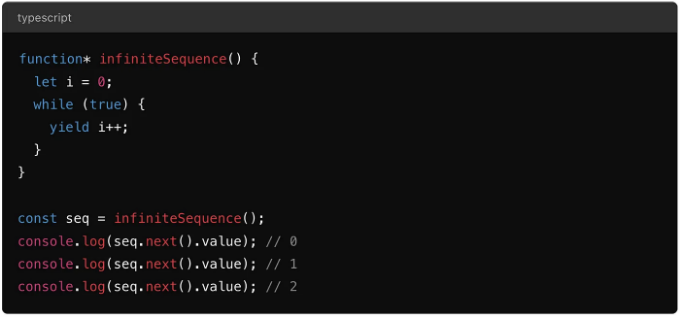 typescript
function* infiniteSequence() {
  let i = 0;
  while (true) {
    yield i++;
  }
}
const seq = infiniteSequence();
console.log(seq.next().value); // 0
console.log(seq.next().value); // 1
console.log(seq.next().value); // 2